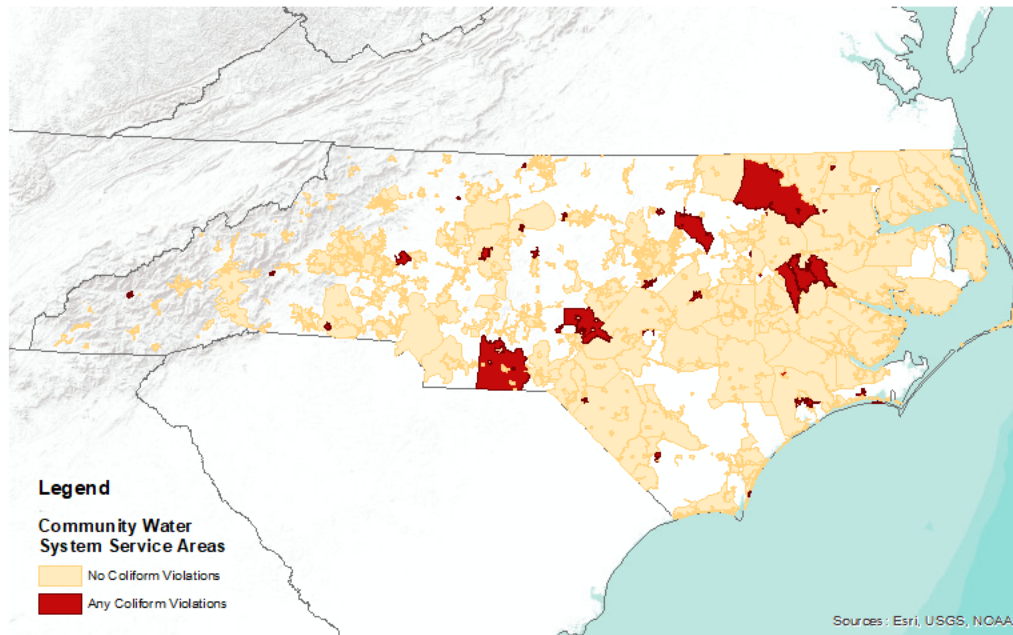 Legend
Community Water
System Service Areas
No Coliform Violations
Any Coliform Violations
Sources: Esri, USGS, NOAA